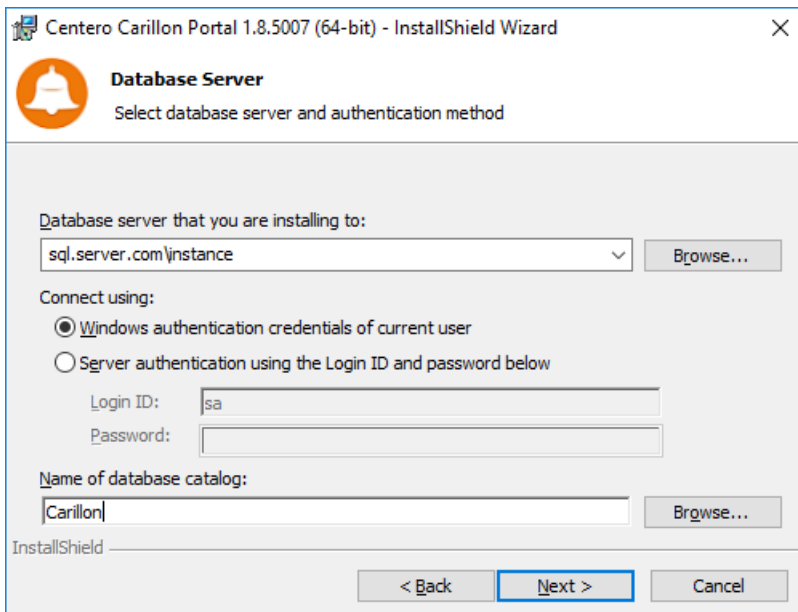 Centero Carillon Portal 1.8.5007 (64-bit) - InstallShield Wizard
Database Server
Select database server and authentication method
Database server that you are installing to:
sql.server.com\instance
Browse...
Connect using:
Windows authentication credentials of current user
Server authentication using the Login ID and password below
Login ID: sa
Password:
Name of database catalog:
Carillon
Browse...
InstallShield
< Back Next > Cancel